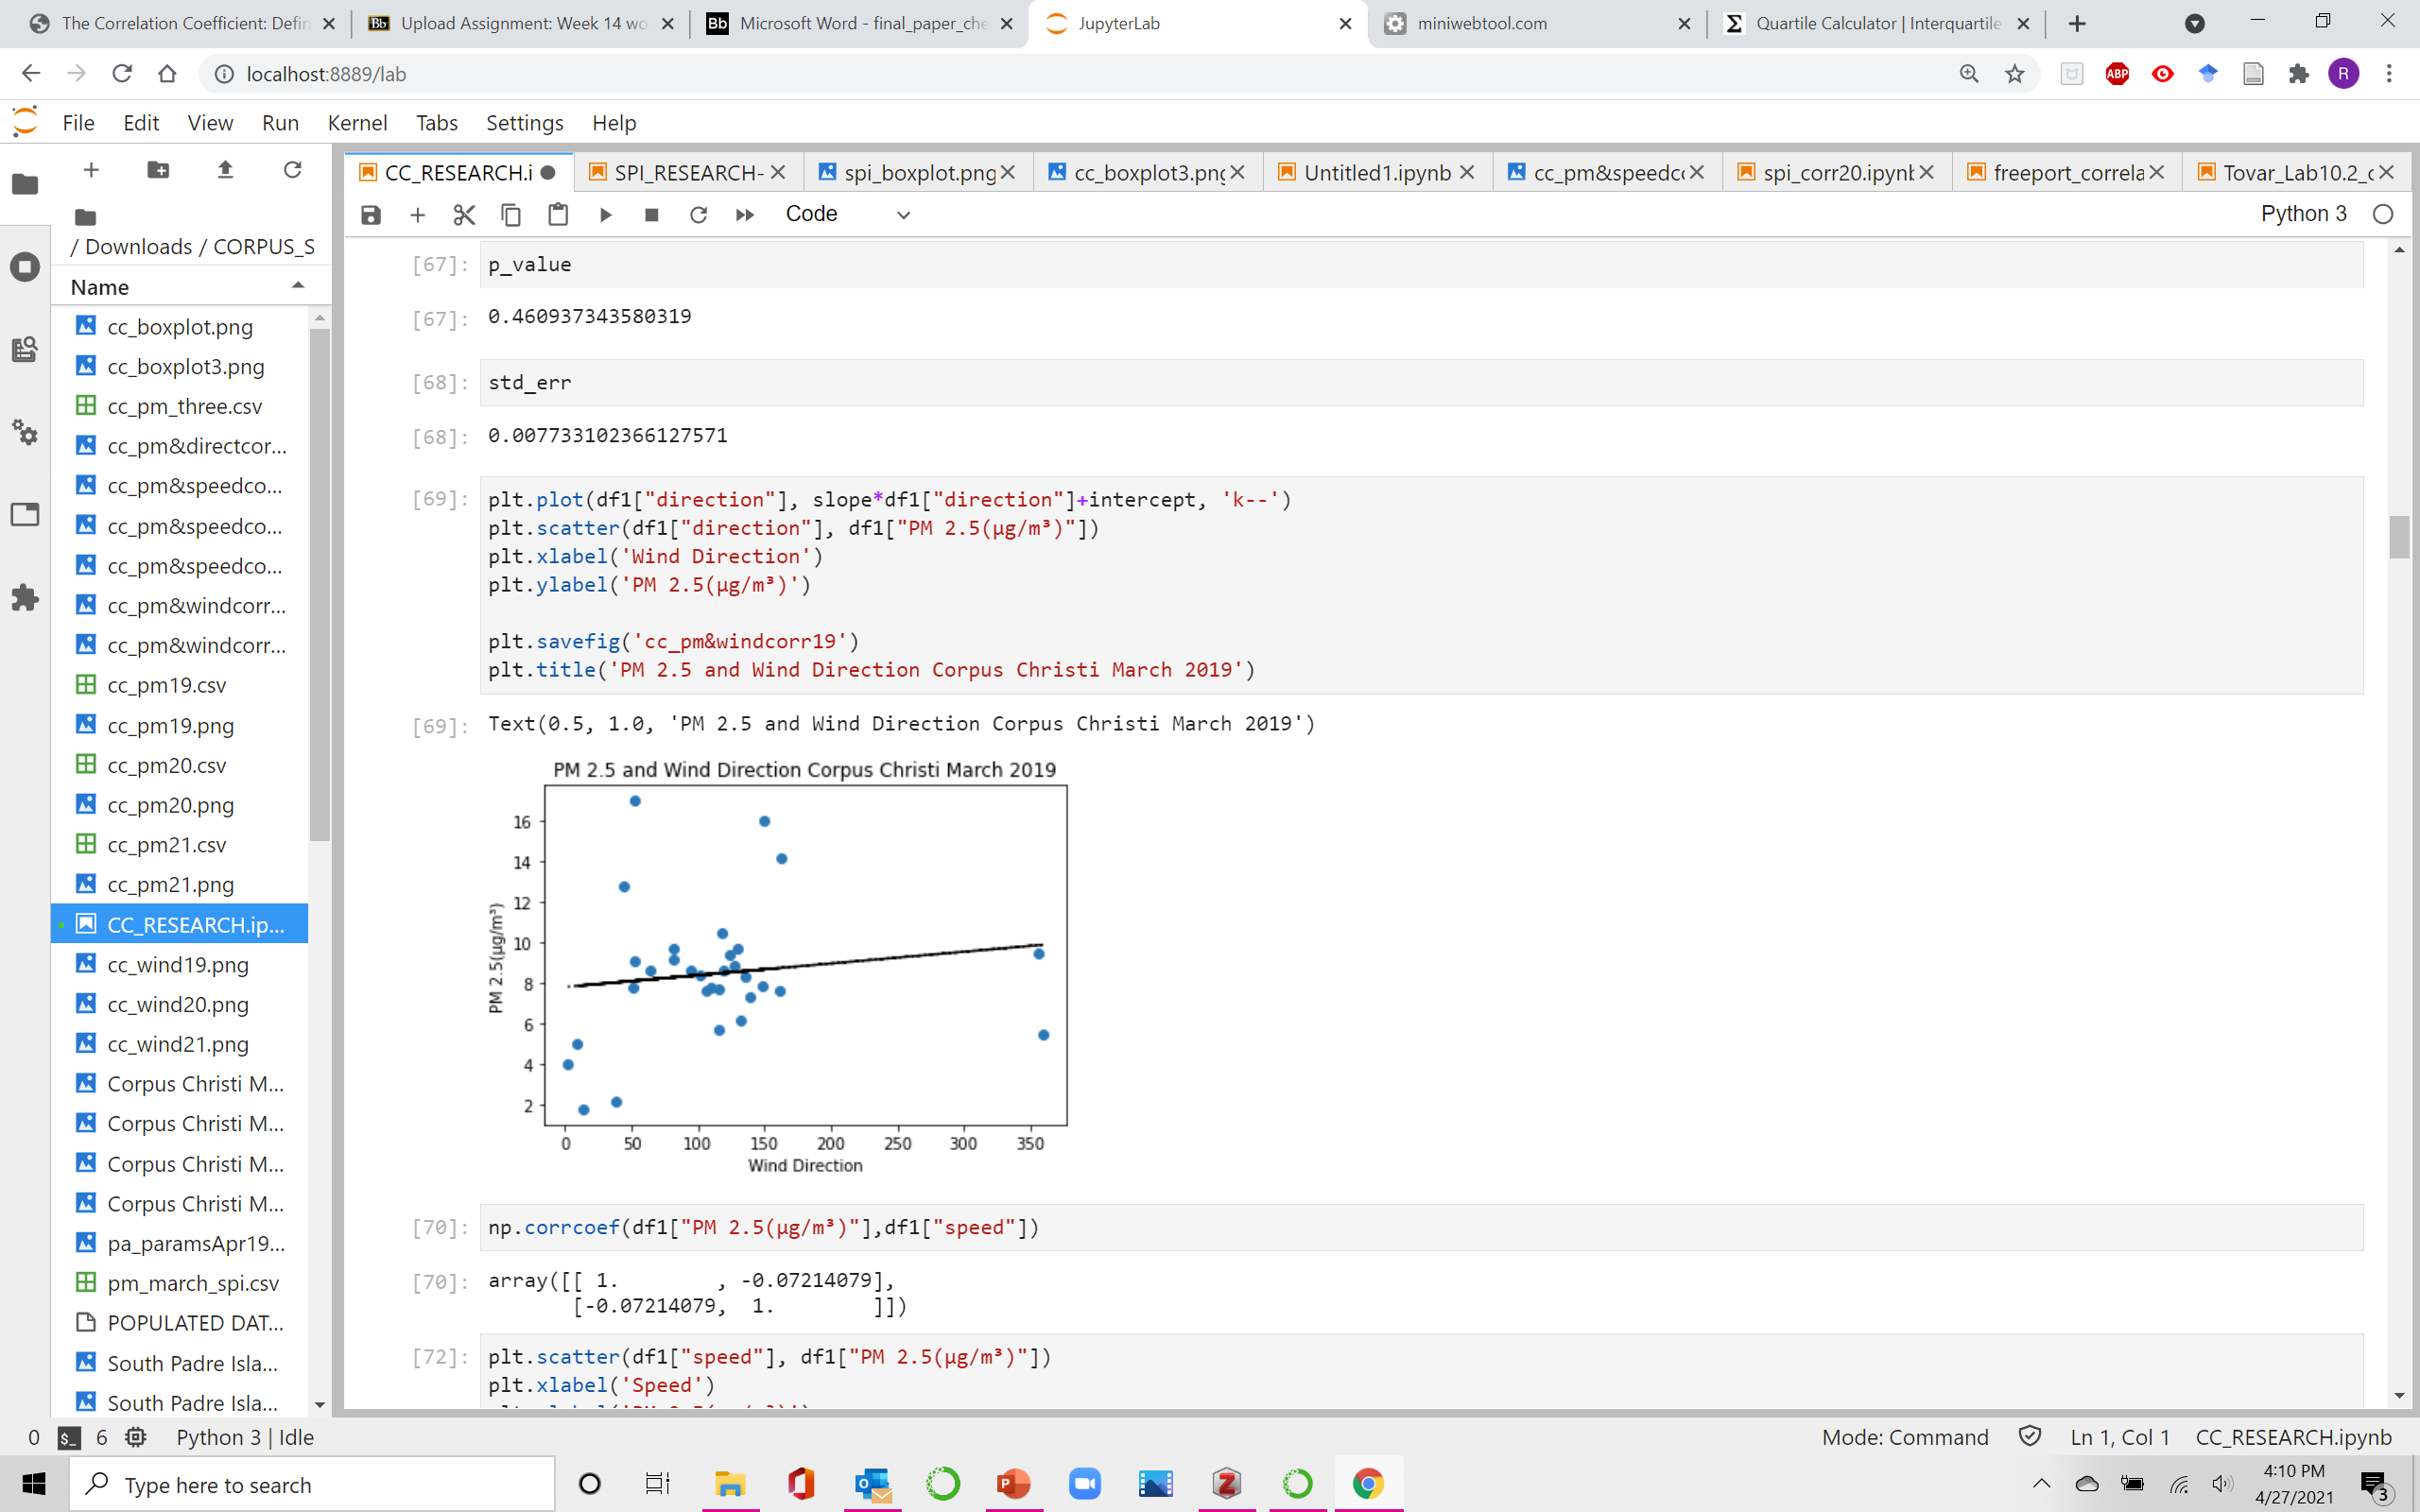 The Correlation Coefficient: Defin
Upload Assignment: Week 14 wo
Microsoft Word - final_paper_che
JupyterLab
miniwebtool.com
Quartile Calculator | Interquartile
localhost:8889/lab
ABP
R
File Edit View Run Kernel Tabs Settings Help
CC_RESEARCH.i
SPI_RESEARCH-
spi_boxplot.png
cc_boxplot3.png
Untitled1.ipynb
cc_pm&speedc
spi_corr20.ipynb
freeport_correla
Tovar_Lab10.2_c
Code
Python 3
/ Downloads / CORPUS_S
Name
cc_boxplot.png
cc_boxplot3.png
cc_pm_three.csv
cc_pm&directcor...
cc_pm&speedco...
cc_pm&speedco...
cc_pm&speedco...
cc_pm&windcorr...
cc_pm&windcorr...
cc_pm19.csv
cc_pm19.png
cc_pm20.csv
cc_pm20.png
cc_pm21.csv
cc_pm21.png
CC_RESEARCH.ip...
cc_wind19.png
cc_wind20.png
cc_wind21.png
Corpus Christi M...
Corpus Christi M...
Corpus Christi M...
Corpus Christi M...
pa_paramsApr19...
pm_march_spi.csv
POPULATED DAT...
South Padre Isla...
South Padre Isla...
[67]: p_value
[67]: 0.460937343580319
[68]: std_err
[68]: 0.007733102366127571
[69]: plt.plot(df1["direction"], slope*df1["direction"]+intercept, 'k--')
plt.scatter(df1["direction"], df1["PM 2.5(µg/m³)"])
plt.xlabel('Wind Direction')
plt.ylabel('PM 2.5(µg/m³)')
plt.savefig('cc_pm&windcorr19')
plt.title('PM 2.5 and Wind Direction Corpus Christi March 2019')
[69]: Text(0.5, 1.0, 'PM 2.5 and Wind Direction Corpus Christi March 2019')
PM 2.5 and Wind Direction Corpus Christi March 2019
16
14
12
10
8
6
4
2
PM 2.5(µg/m³)
0 50 100 150 200 250 300 350
Wind Direction
[70]: np.corrcoef(df1["PM 2.5(µg/m³)"],df1["speed"])
[70]: array([[ 1.        , -0.07214079],
[-0.07214079,  1.        ]])
[72]: plt.scatter(df1["speed"], df1["PM 2.5(µg/m³)"])
plt.xlabel('Speed')
0 6 Python 3 | Idle
Mode: Command Ln 1, Col 1 CC_RESEARCH.ipynb
Type here to search
4:10 PM
4/27/2021
3